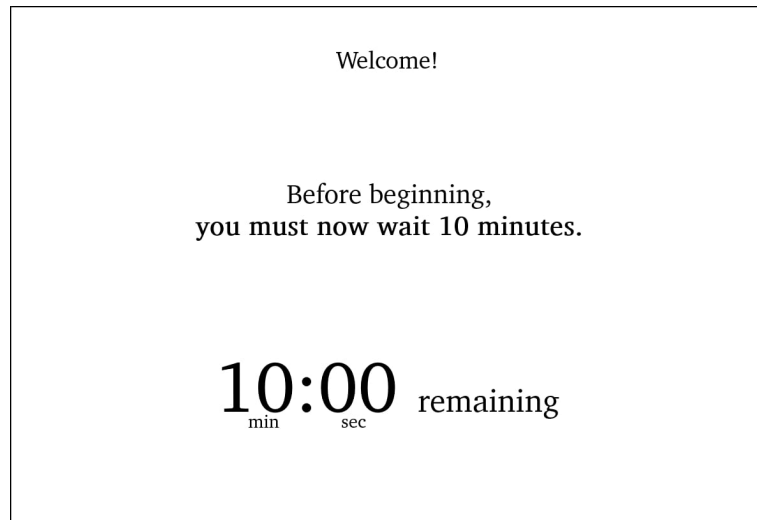 Welcome!
Before beginning,
you must now wait 10 minutes.
10:00 remaining
min sec